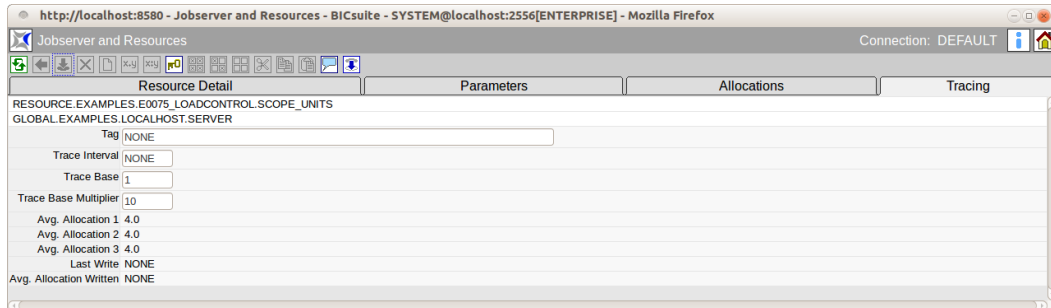 http://localhost:8580 - Jobserver and Resources - BICsuite - SYSTEM@localhost:2556[ENTERPRISE] - Mozilla Firefox
Jobserver and Resources Connection: DEFAULT
Resource Detail Parameters Allocations Tracing
RESOURCE.EXAMPLES.E0075_LOADCONTROL.SCOPE_UNITS
GLOBAL.EXAMPLES.LOCALHOST.SERVER
Tag NONE
Trace Interval NONE
Trace Base 1
Trace Base Multiplier 10
Avg. Allocation 1 4.0
Avg. Allocation 2 4.0
Avg. Allocation 3 4.0
Last Write NONE
Avg. Allocation Written NONE